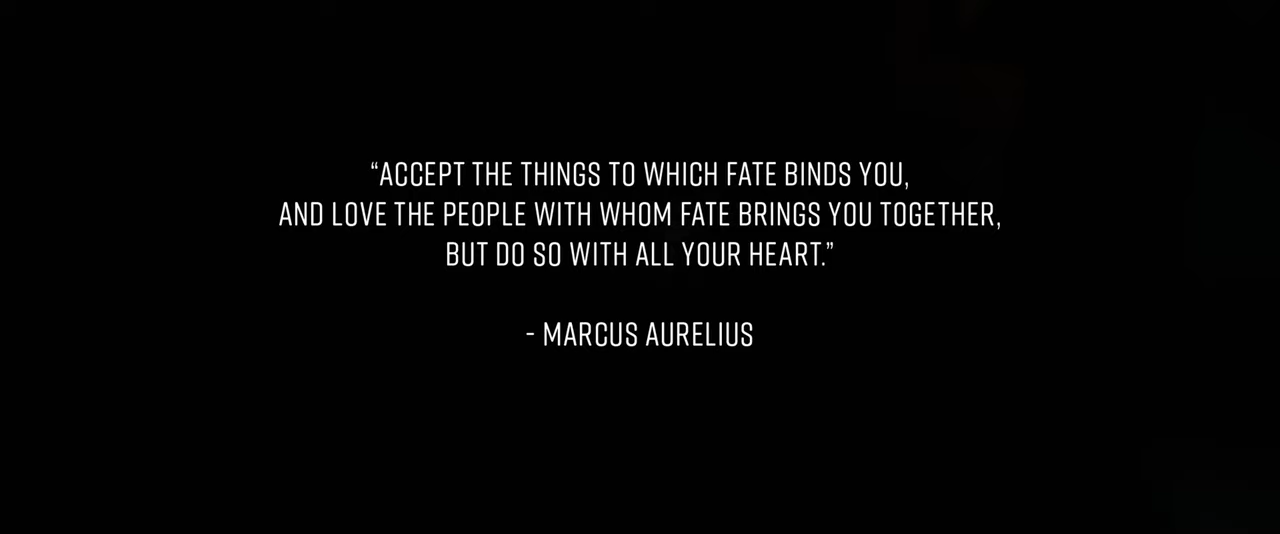 “ACCEPT THE THINGS TO WHICH FATE BINDS YOU,
AND LOVE THE PEOPLE WITH WHOM FATE BRINGS YOU TOGETHER,
BUT DO SO WITH ALL YOUR HEART.”
- MARCUS AURELIUS